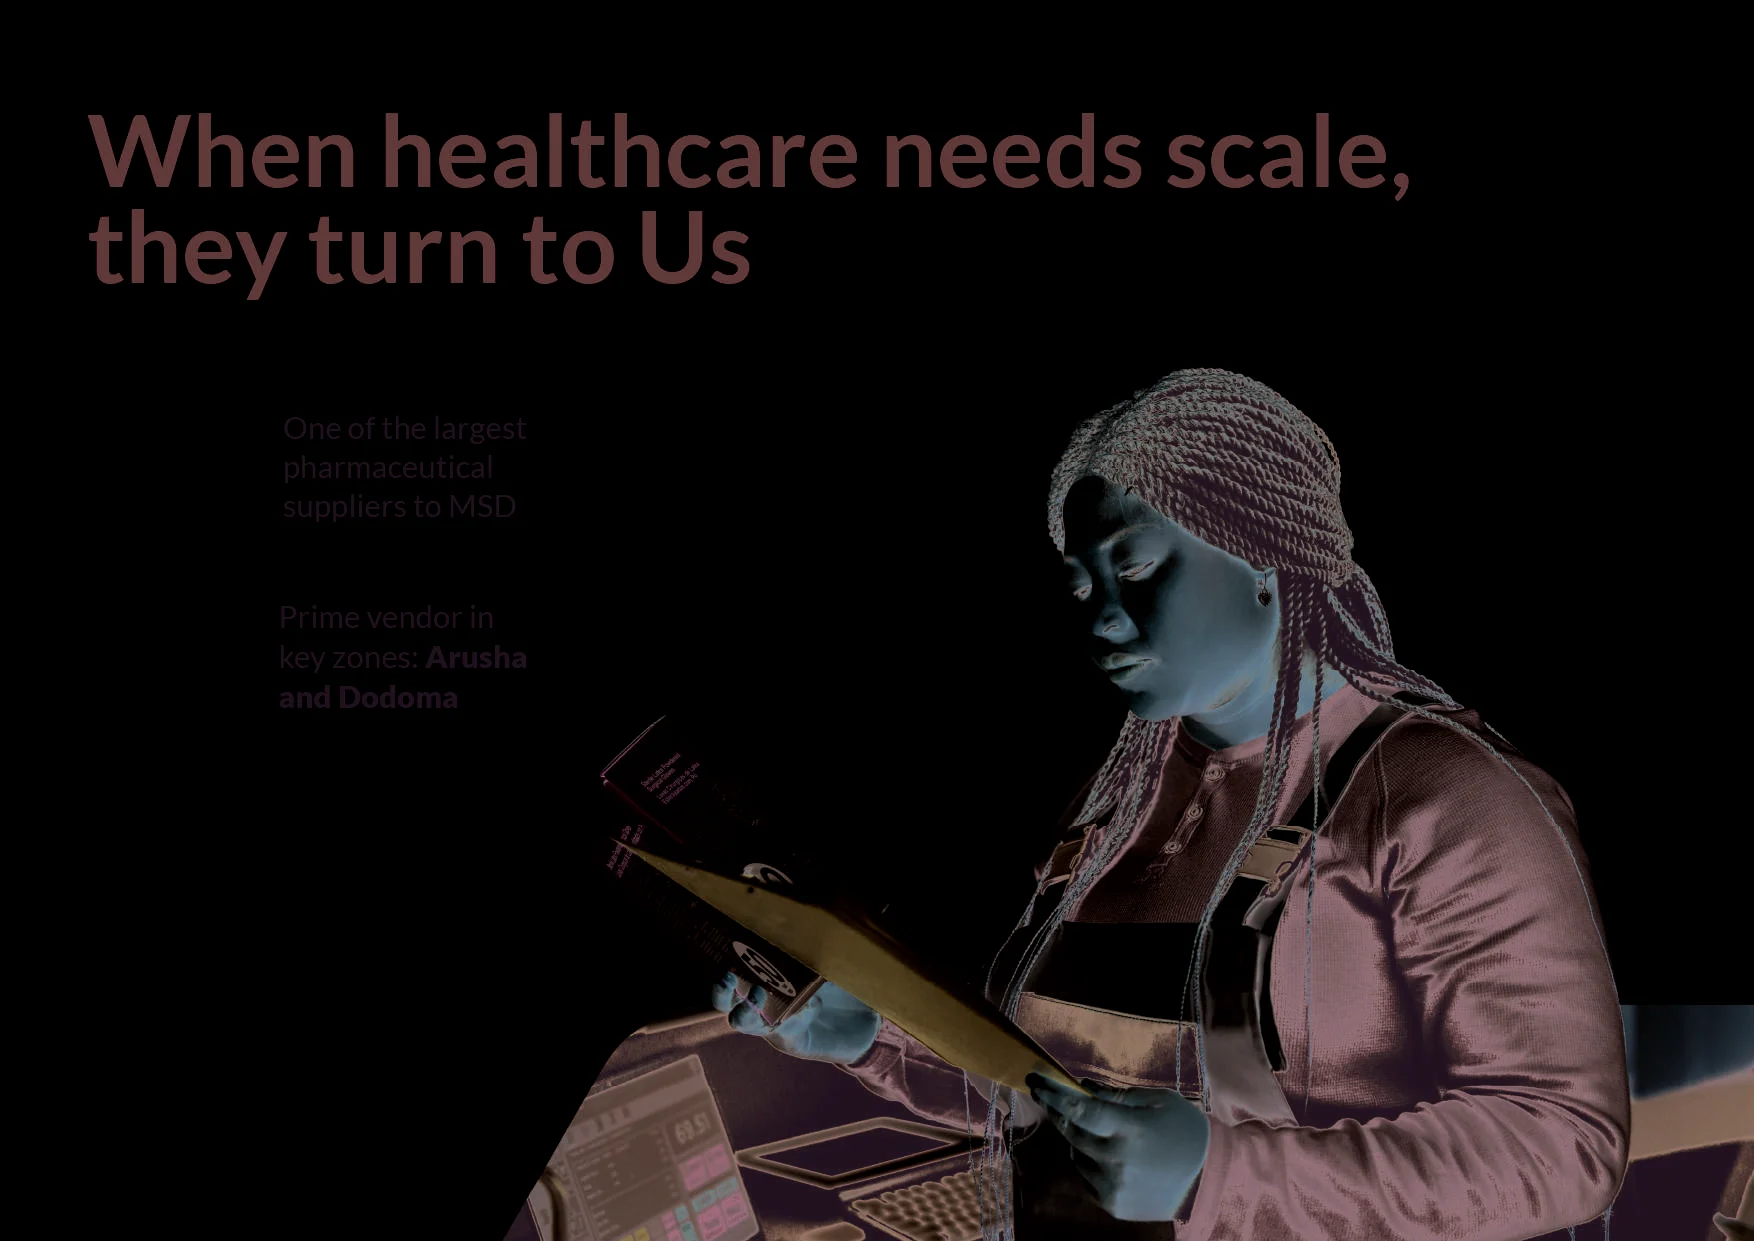 When healthcare needs scale,
they turn to Us
One of the largest
pharmaceutical
suppliers to MSD
Prime vendor in
key zones: Arusha
and Dodoma